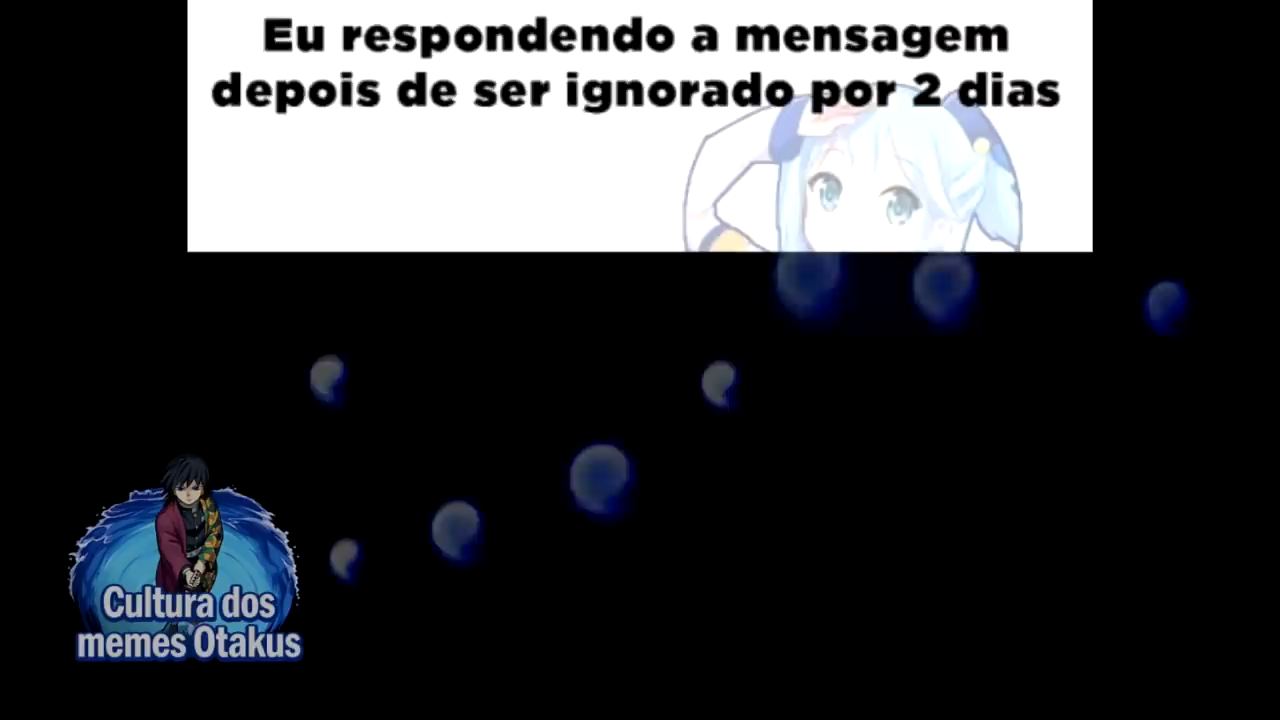 Eu respondendo a mensagem
depois de ser ignorado por 2 dias
Cultura dos
memes Otakus